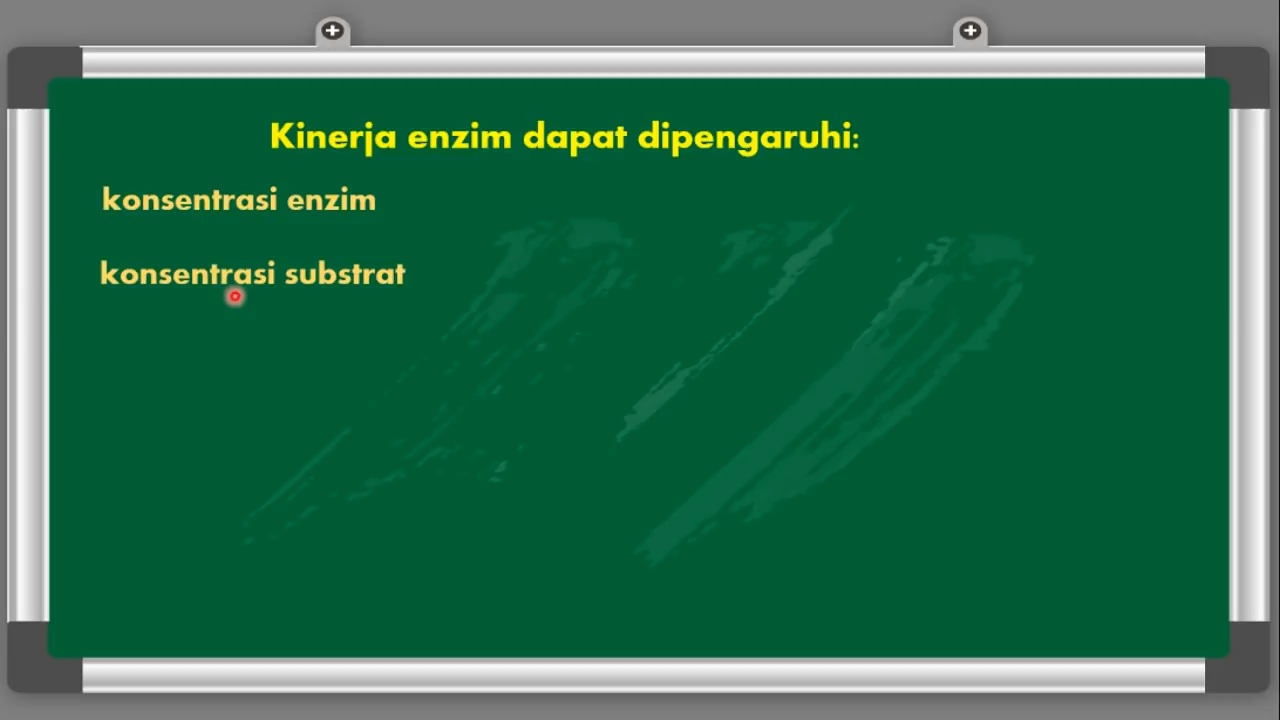 Kinerja enzim dapat dipengaruhi:
konsentrasi enzim
konsentrasi substrat